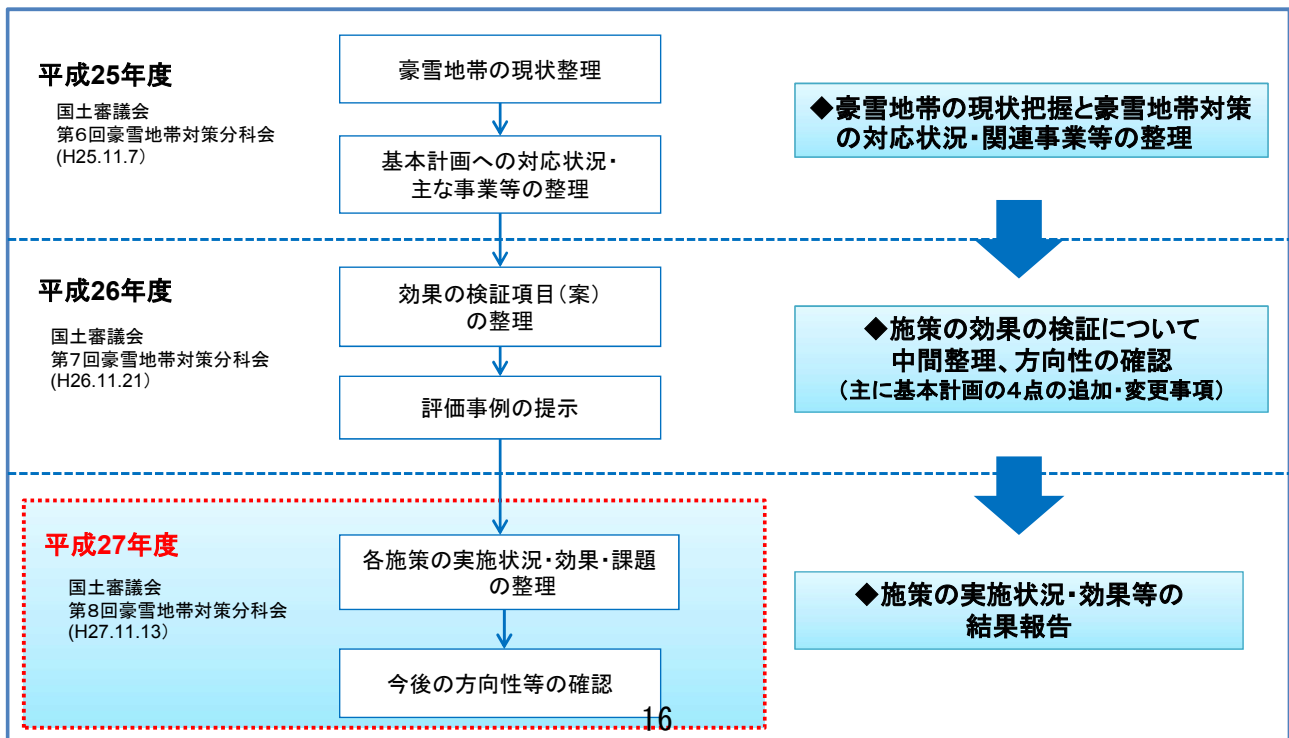 平成25年度
国土審議会
第6回豪雪地帯対策分科会
(H25.11.7)
豪雪地帯の現状整理
基本計画への対応状況・
主な事業等の整理
◆豪雪地帯の現状把握と豪雪地帯対策
の対応状況・関連事業等の整理
平成26年度
国土審議会
第7回豪雪地帯対策分科会
(H26.11.21)
効果の検証項目(案)
の整理
評価事例の提示
◆施策の効果の検証について
中間整理、方向性の確認
(主に基本計画の4点の追加・変更事項)
平成27年度
国土審議会
第8回豪雪地帯対策分科会
(H27.11.13)
各施策の実施状況・効果・課題
の整理
今後の方向性等の確認
◆施策の実施状況・効果等の
結果報告
16